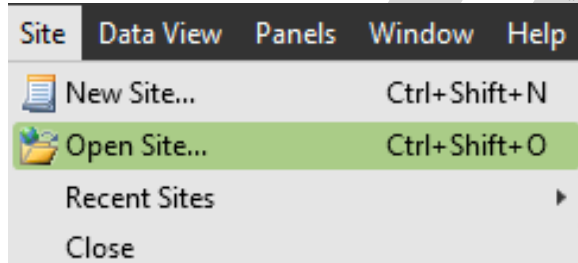 Site Data View Panels Window Help
New Site... Ctrl+Shift+N
Open Site... Ctrl+Shift+O
Recent Sites
Close